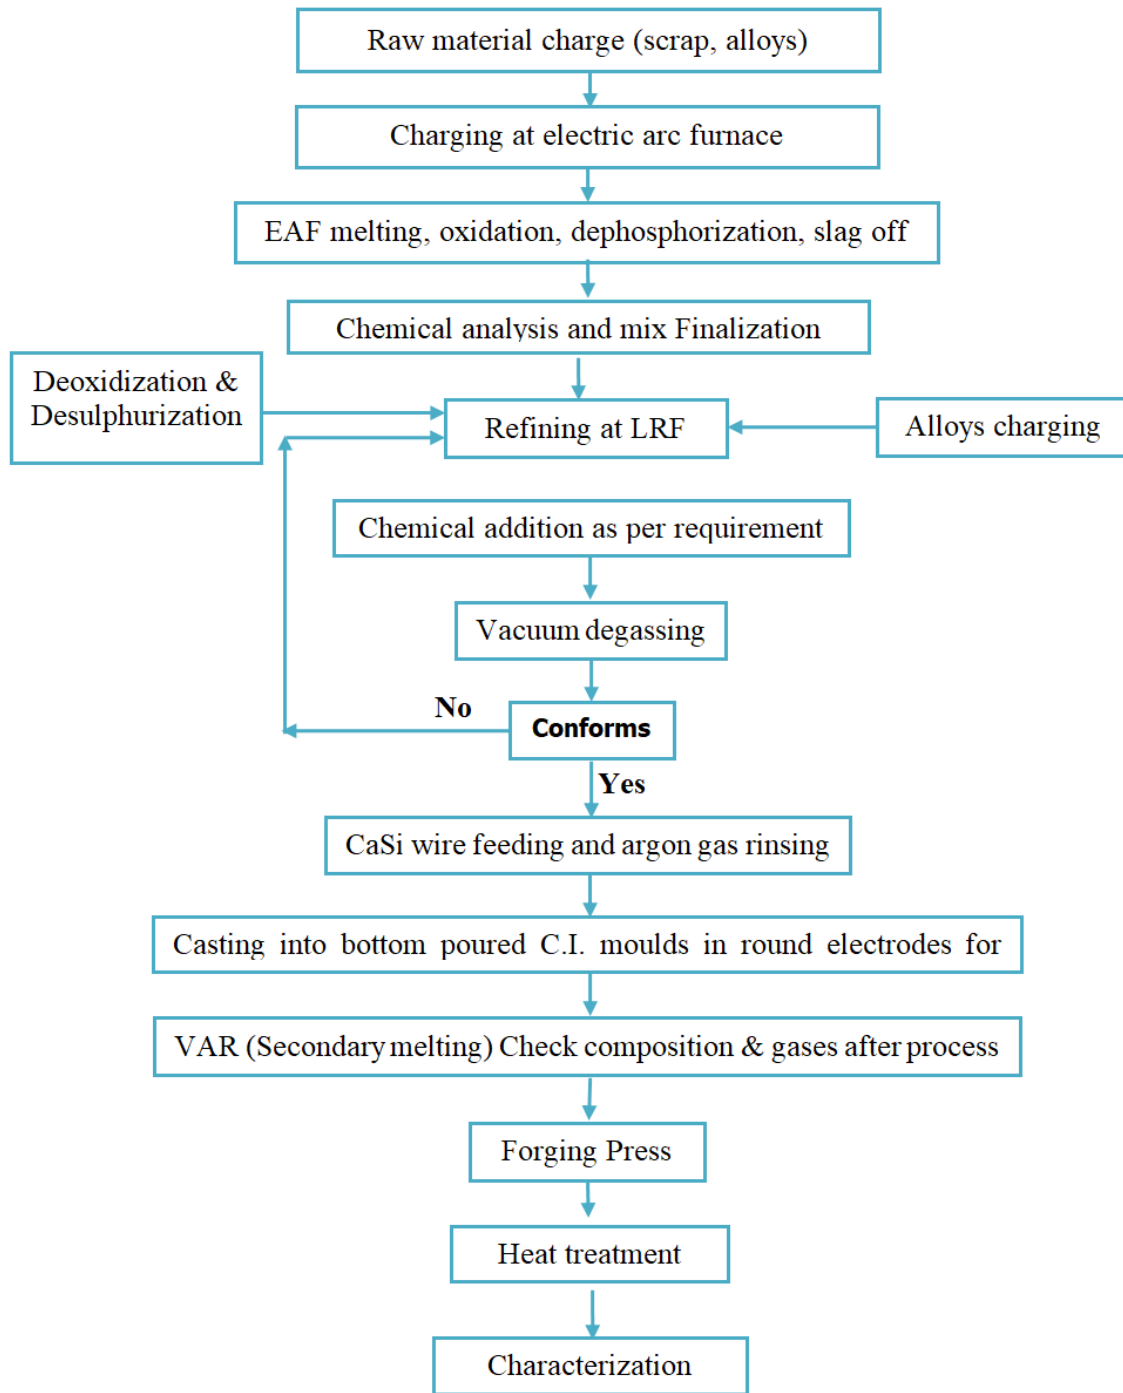 Raw material charge (scrap, alloys)
Charging at electric arc furnace
EAF melting, oxidation, dephosphorization, slag off
Chemical analysis and mix Finalization
Deoxidization &
Desulphurization
Refining at LRF
Alloys charging
Chemical addition as per requirement
Vacuum degassing
No
Conforms
Yes
CaSi wire feeding and argon gas rinsing
Casting into bottom poured C.I. moulds in round electrodes for
VAR (Secondary melting) Check composition & gases after process
Forging Press
Heat treatment
Characterization